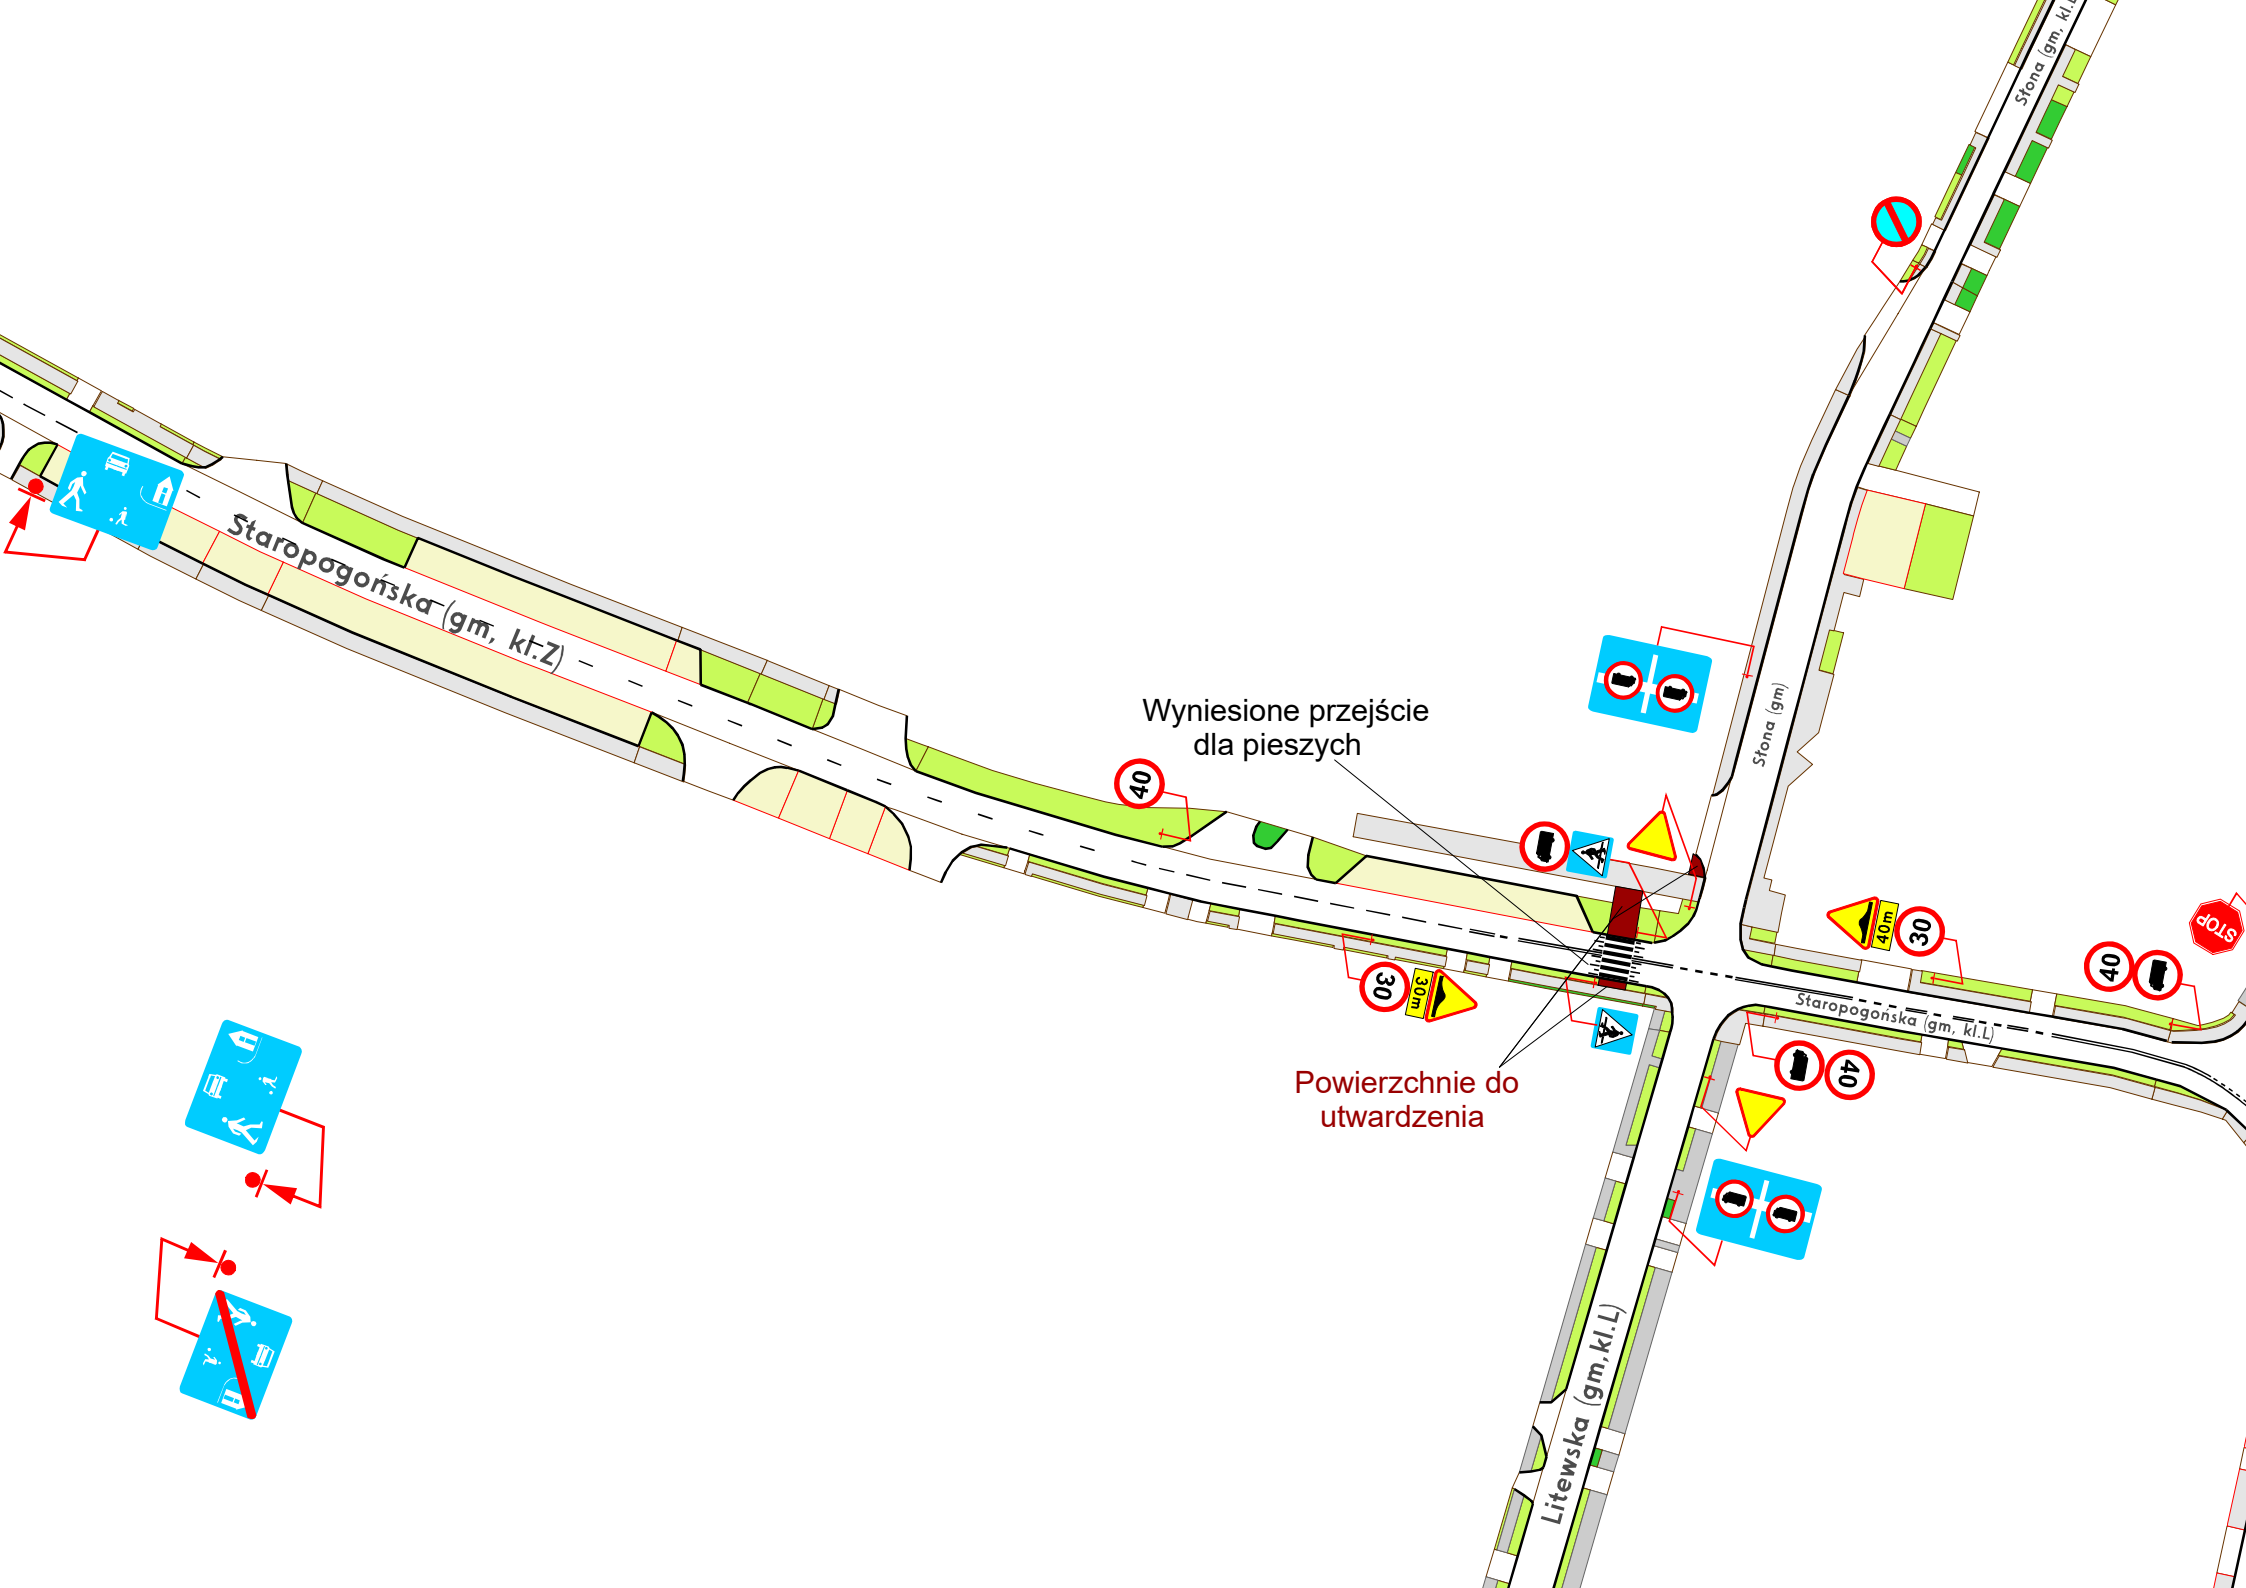 Słona (gm, kl.L
Staropogońska (gm, kl.Z)
Wyniesione przejście
dla pieszych
40
Słona (gm)
40m
30
STOP
40
30
30m
Staropogońska (gm, kl.L)
40
Powierzchnie do
utwardzenia
Litewska (gm,kl.L)